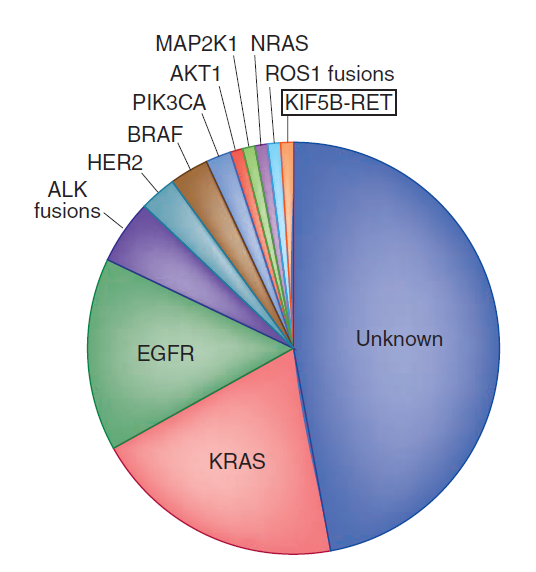 MAP2K1 NRAS
AKT1 ROS1 fusions
PIK3CA KIF5B-RET
BRAF
HER2
ALK
fusions
Unknown
EGFR
KRAS